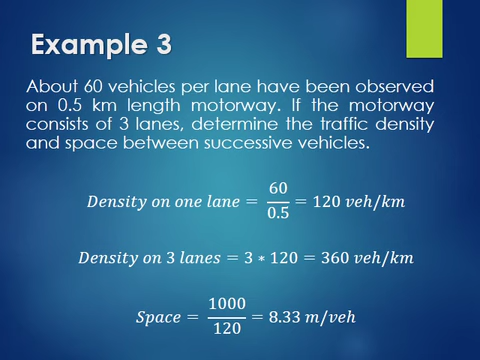 Example 3
About 60 vehicles per lane have been observed
on 0.5 km length motorway. If the motorway
consists of 3 lanes, determine the traffic density
and space between successive vehicles.
Density on one lane = 60/0.5 = 120 veh/km
Density on 3 lanes = 3 * 120 = 360 veh/km
Space = 1000/120 = 8.33 m/veh